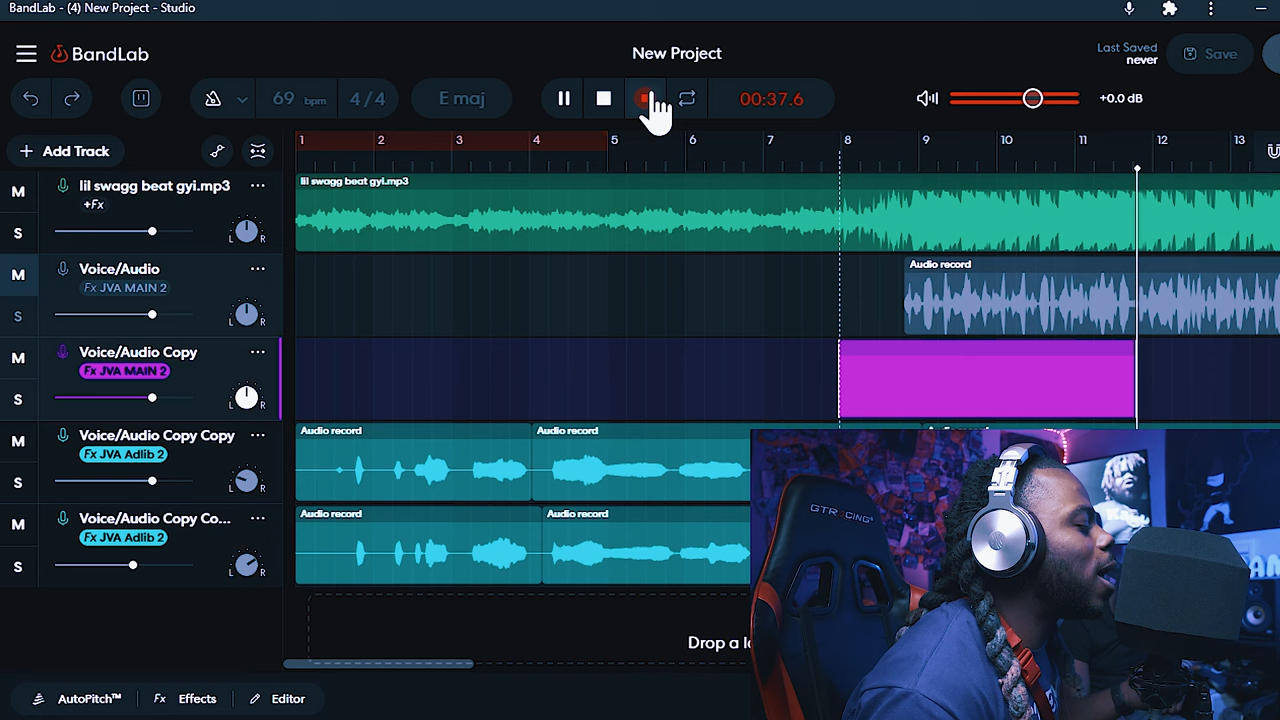 BandLab - (4) New Project - Studio
BandLab
New Project
Last Saved
never
Save
69 bpm
4/4
E maj
00:37.6
+0.0 dB
+ Add Track
1 2 3 4 5 6 7 8 9 10 11 12 13
M
S
lil swagg beat gyi.mp3
+Fx
L R
lil swagg beat gyi.mp3
M
S
Voice/Audio
Fx JVA MAIN 2
L R
Audio record
M
S
Voice/Audio Copy
Fx JVA MAIN 2
L R
M
S
Voice/Audio Copy Copy
Fx JVA Adlib 2
L R
Audio record
Audio record
M
S
Voice/Audio Copy Co...
Fx JVA Adlib 2
L R
Audio record
Audio record
GTRACING
Drop a l
AutoPitch™
Fx Effects
Editor